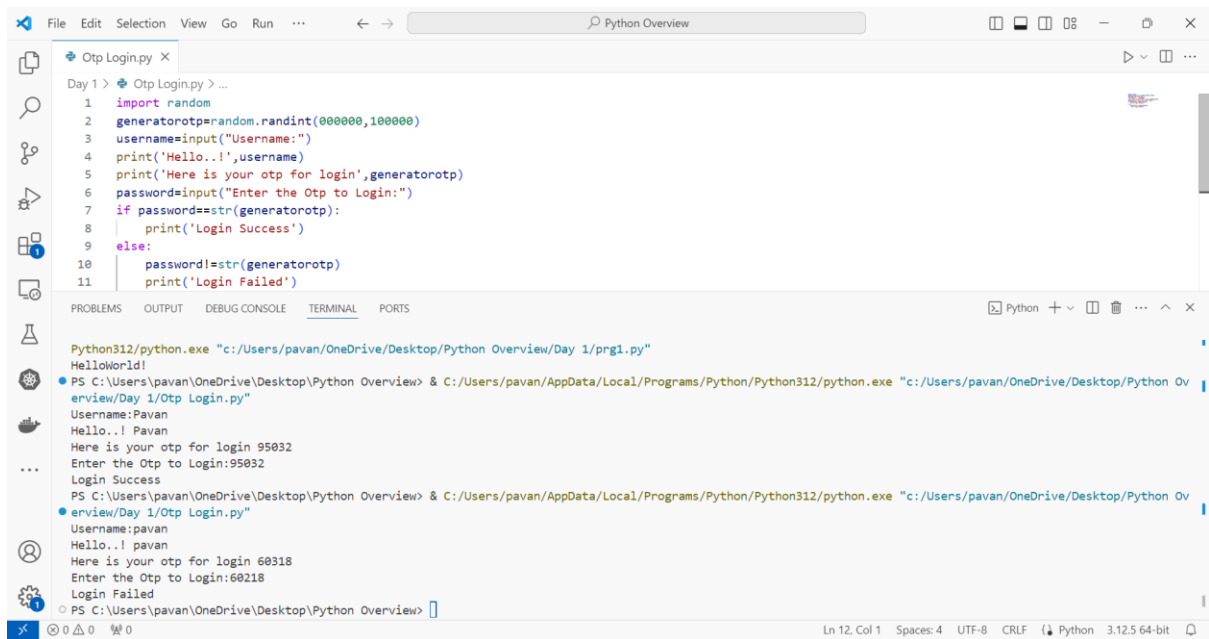 File Edit Selection View Go Run ··· ← → Python Overview
Otp Login.py ×
Day 1 > Otp Login.py > ...
1 import random
2 generatorotp=random.randint(000000,100000)
3 username=input("Username:")
4 print('Hello..!',username)
5 print('Here is your otp for login',generatorotp)
6 password=input("Enter the Otp to Login:")
7 if password==str(generatorotp):
8     print('Login Success')
9 else:
10     password!=str(generatorotp)
11     print('Login Failed')
PROBLEMS OUTPUT DEBUG CONSOLE TERMINAL PORTS Python
Python312/python.exe "c:/Users/pavan/OneDrive/Desktop/Python Overview/Day 1/prg1.py"
HelloWorld!
PS C:\Users\pavan\OneDrive\Desktop\Python Overview> & C:/Users/pavan/AppData/Local/Programs/Python/Python312/python.exe "c:/Users/pavan/OneDrive/Desktop/Python Ov
erview/Day 1/Otp Login.py"
Username:Pavan
Hello..! Pavan
Here is your otp for login 95032
Enter the Otp to Login:95032
Login Success
PS C:\Users\pavan\OneDrive\Desktop\Python Overview> & C:/Users/pavan/AppData/Local/Programs/Python/Python312/python.exe "c:/Users/pavan/OneDrive/Desktop/Python Ov
erview/Day 1/Otp Login.py"
Username:pavan
Hello..! pavan
Here is your otp for login 60318
Enter the Otp to Login:60218
Login Failed
PS C:\Users\pavan\OneDrive\Desktop\Python Overview>
1
1
0 0 0 Ln 12, Col 1 Spaces: 4 UTF-8 CRLF Python 3.12.5 64-bit